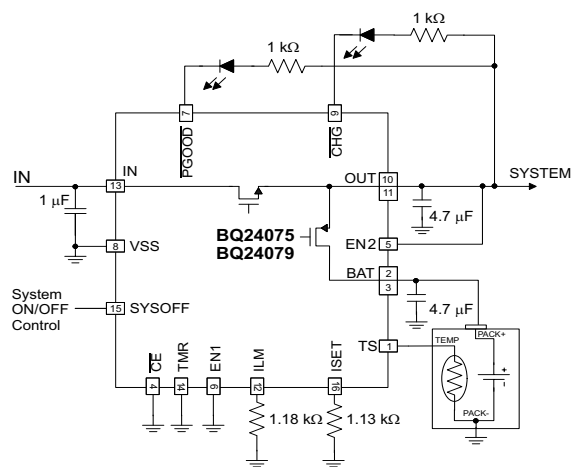 1 kΩ
1 kΩ
7
9
PGOOD
CHG
IN
IN
13
OUT
10
11
SYSTEM
1 μF
4.7 μF
BQ24075
BQ24079
EN2
5
8
VSS
BAT
2
3
System
ON/OFF
Control
15
SYSOFF
4.7 μF
PACK+
TS
1
TEMP
+
-
CE
TMR
EN1
ILM
ISET
4
14
6
12
16
PACK-
1.18 kΩ
1.13 kΩ